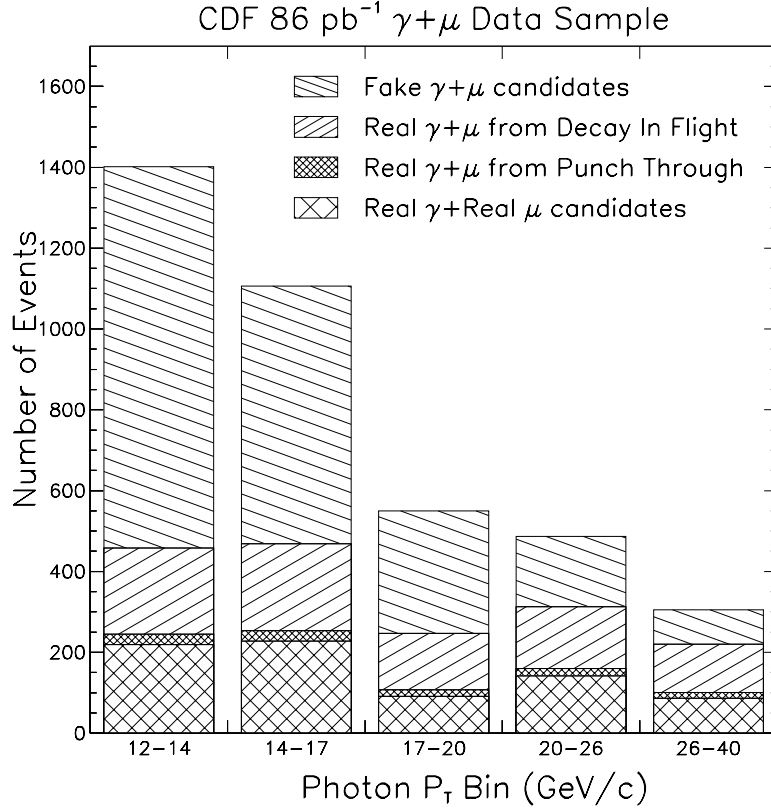 CDF 86 pb⁻¹ γ+μ Data Sample
Fake γ+μ candidates
Real γ+μ from Decay In Flight
Real γ+μ from Punch Through
Real γ+Real μ candidates
Number of Events
1600
1400
1200
1000
800
600
400
200
0
12−14 14−17 17−20 20−26 26−40
Photon P_T Bin (GeV/c)